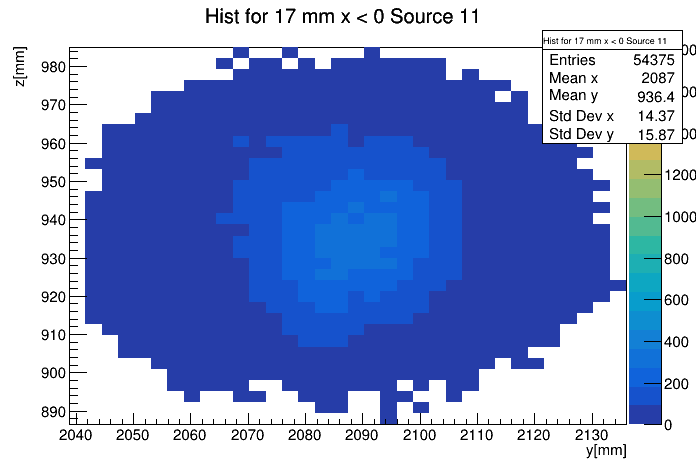 Hist for 17 mm x < 0 Source 11
Hist for 17 mm x < 0 Source 11
Entries 54375
Mean x 2087
Mean y 936.4
Std Dev x 14.37
Std Dev y 15.87
z[mm]
980
970
960
950
940
930
920
910
900
890
2040 2050 2060 2070 2080 2090 2100 2110 2120 2130
y[mm]
1200
1000
800
600
400
200
0